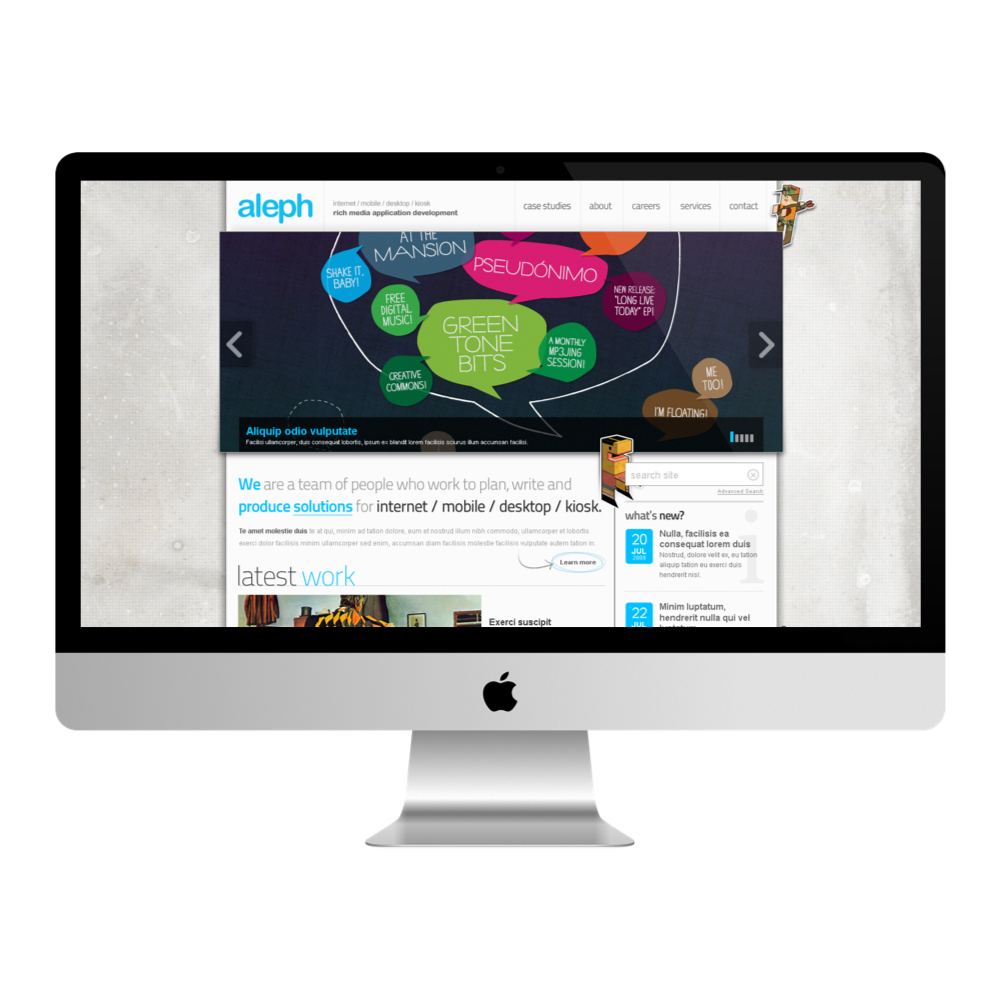 aleph
internet / mobile / desktop / kiosk
rich media application development
case studies
about
careers
services
contact
AT THE
MANSION
SHAKE IT,
BABY!
PSEUDÓNIMO
FREE
DIGITAL
MUSIC!
NEW RELEASE:
"LONG LIVE
TODAY" EP!
GREEN
TONE
BITS
A MONTHLY
MP3JING
SESSION!
CREATIVE
COMMONS!
ME
TOO!
I'M FLOATING!
Aliquip odio vulputate
Facilisi ullamcorper, duis consequat lobortis, ipsum ex blandit lorem facilisis sciurus illum accumsan facilisi.
We are a team of people who work to plan, write and
produce solutions for internet / mobile / desktop / kiosk.
Te amet molestie duis te at qui, minim ad tation dolore, eum et nostrud illum nibh commodo, ullamcorper et lobortis
exerci dolor facilisis minim ullamcorper sed enim, accumsan diam facilisis molestie facilisis vulputate autem tation in.
Learn more
latest work
Exerci suscipit
search site
Advanced Search
what's new?
20
JUL
2009
1
Nulla, facilisis ea
consequat lorem duis
Nostrud, dolore velit ex, eu tation
aliquip tation eu exerci duis
hendrerit nisl.
22
JUL
Minim luptatum,
hendrerit nulla qui vel